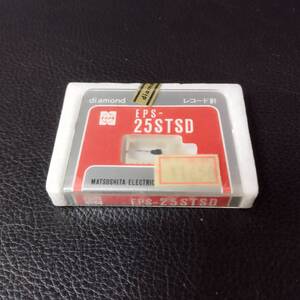 diamond
レコード針
EPS-
25STSD
MATSUSHITA ELECTRIC
EPS-25STSD